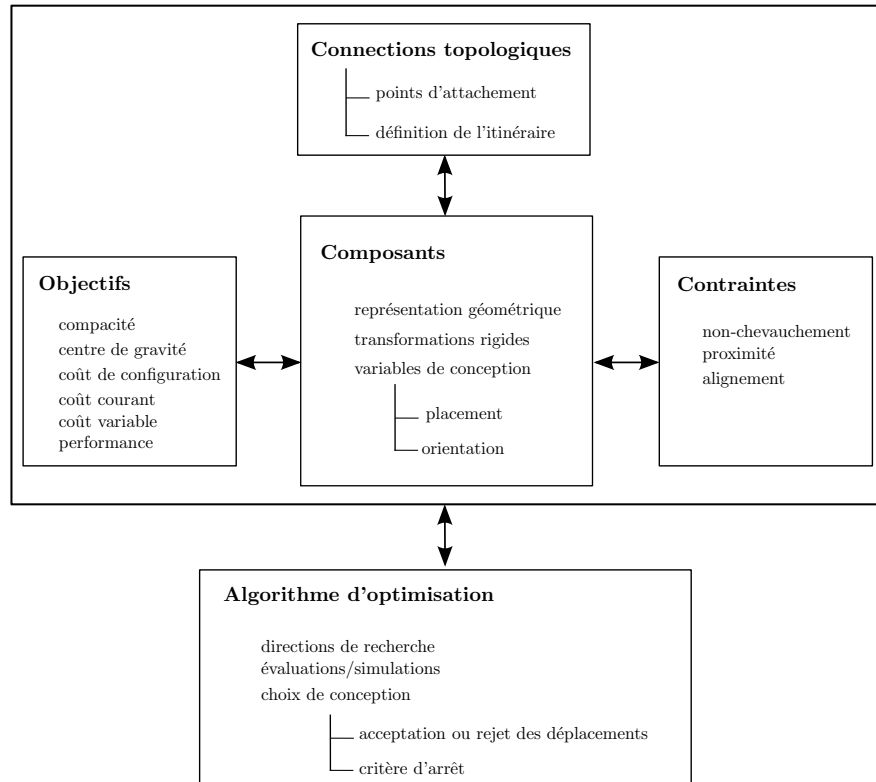 Connections topologiques
points d'attachement
définition de l'itinéraire
Objectifs
compacité
centre de gravité
coût de configuration
coût courant
coût variable
performance
Composants
représentation géométrique
transformations rigides
variables de conception
placement
orientation
Contraintes
non-chevauchement
proximité
alignement
Algorithme d'optimisation
directions de recherche
évaluations/simulations
choix de conception
acceptation ou rejet des déplacements
critère d'arrêt